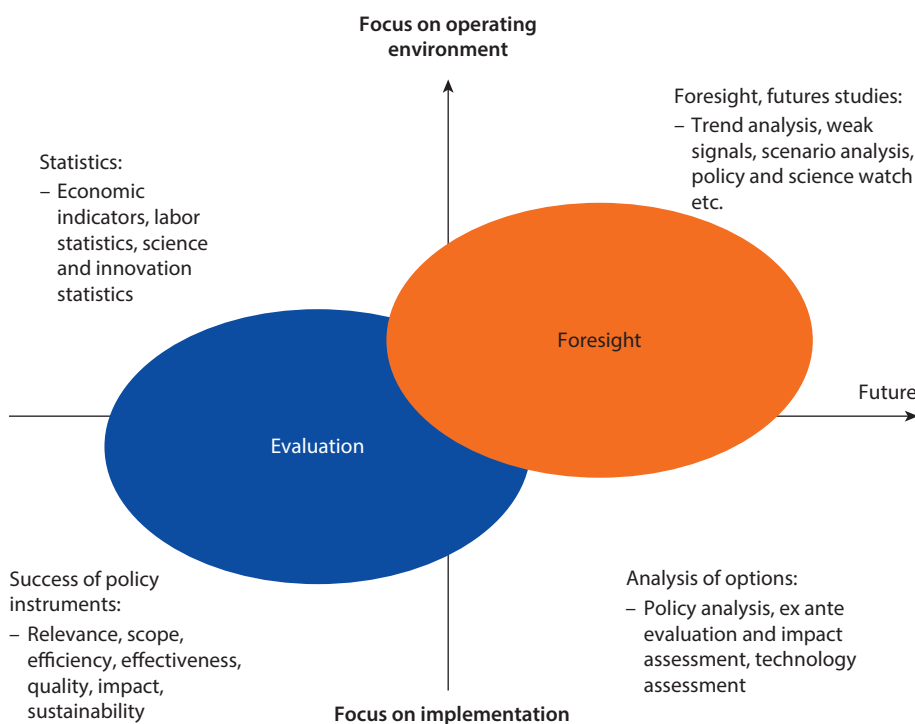 Focus on operating
environment
Foresight, futures studies:
– Trend analysis, weak
signals, scenario analysis,
policy and science watch
etc.
Statistics:
– Economic
indicators, labor
statistics, science
and innovation
statistics
Foresight
Future
Evaluation
Success of policy
instruments:
– Relevance, scope,
efficiency, effectiveness,
quality, impact,
sustainability
Analysis of options:
– Policy analysis, ex ante
evaluation and impact
assessment, technology
assessment
Focus on implementation